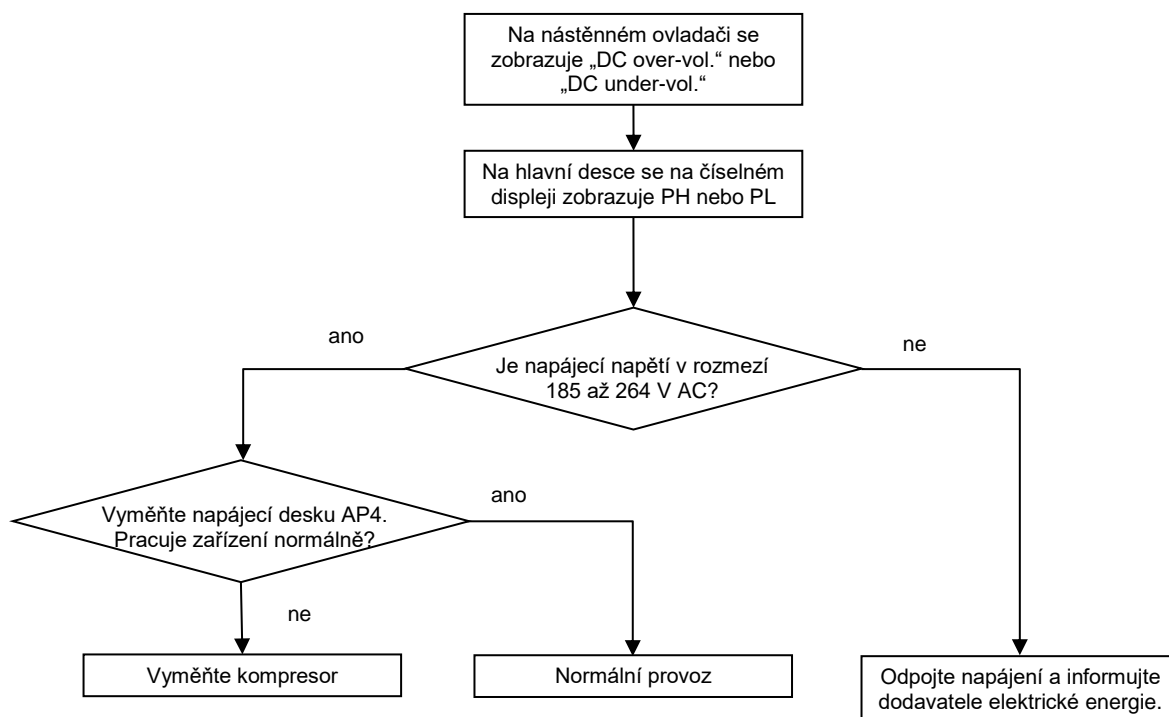 Na nástěnném ovladači se
zobrazuje „DC over-vol.“ nebo
„DC under-vol.“
Na hlavní desce se na číselném
displeji zobrazuje PH nebo PL
ano
ne
Je napájecí napětí v rozmezí
185 až 264 V AC?
ano
Vyměňte napájecí desku AP4.
Pracuje zařízení normálně?
ne
Vyměňte kompresor
Normální provoz
Odpojte napájení a informujte
dodavatele elektrické energie.